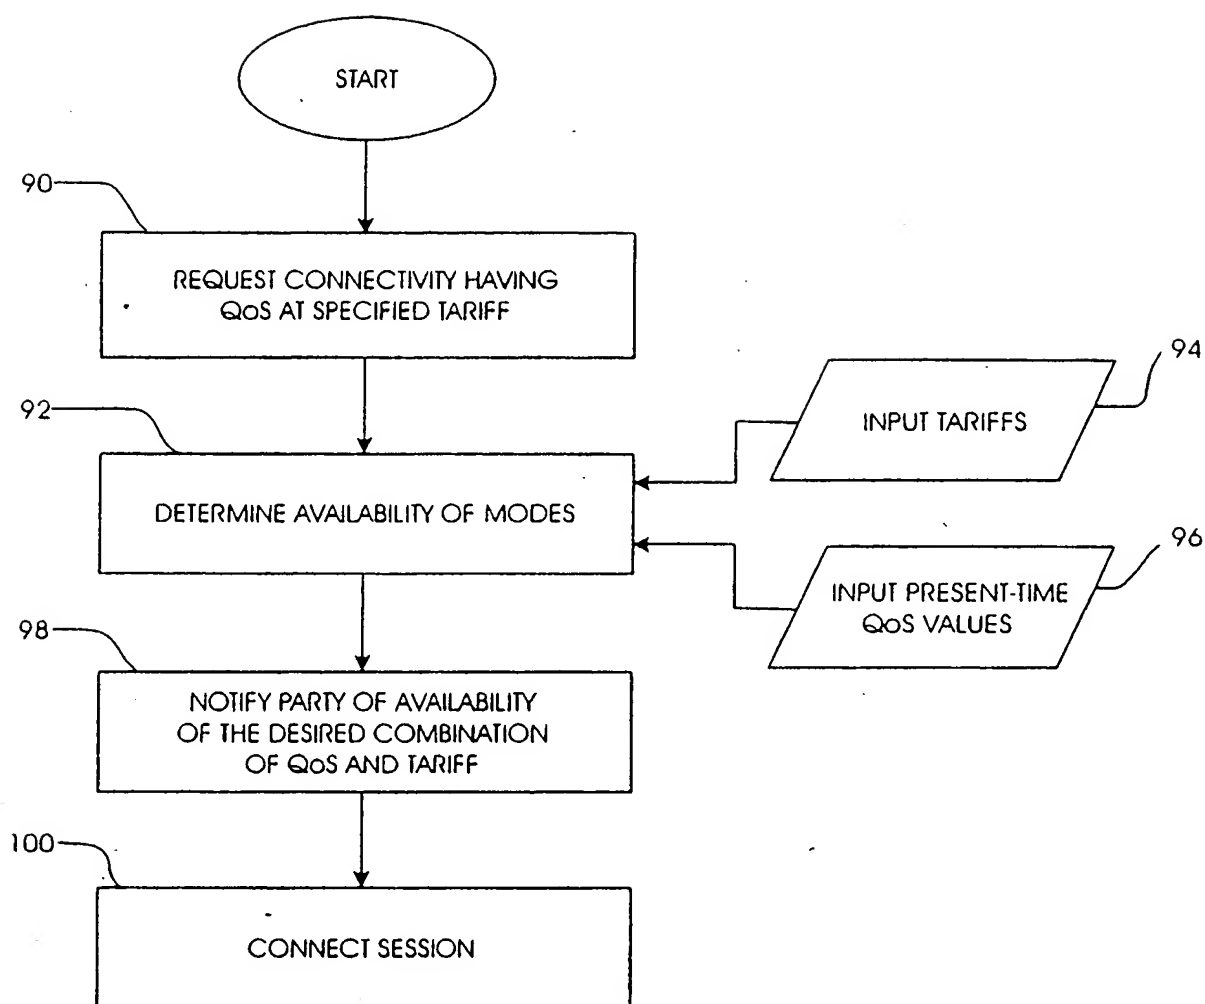 START
90
REQUEST CONNECTIVITY HAVING
QoS AT SPECIFIED TARIFF
94
92
INPUT TARIFFS
DETERMINE AVAILABILITY OF MODES
96
INPUT PRESENT-TIME
QoS VALUES
98
NOTIFY PARTY OF AVAILABILITY
OF THE DESIRED COMBINATION
OF QoS AND TARIFF
100
CONNECT SESSION